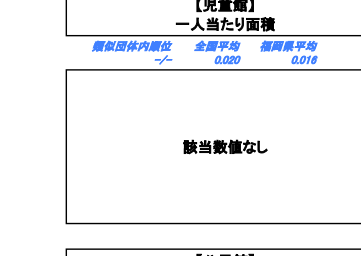 【児童館】
一人当たり面積
類似団体内順位 全国平均 福岡県平均
-/- 0.020 0.016
該当数値なし